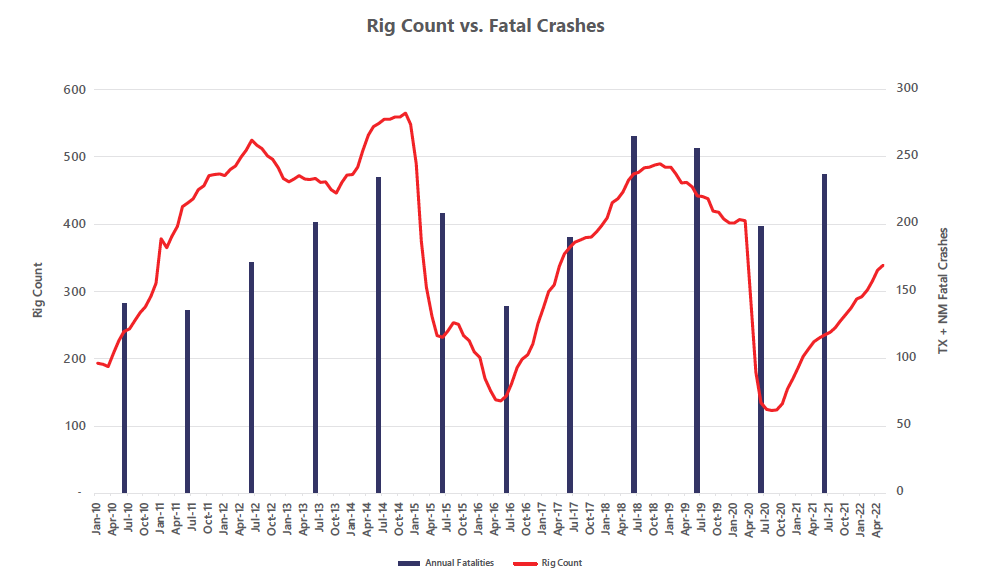 Rig Count vs. Fatal Crashes
600
500
400
300
200
100
-
Rig Count
300
250
200
150
100
50
0
TX + NM Fatal Crashes
Jan-10
Apr-10
Jul-10
Oct-10
Jan-11
Apr-11
Jul-11
Oct-11
Jan-12
Apr-12
Jul-12
Oct-12
Jan-13
Apr-13
Jul-13
Oct-13
Jan-14
Apr-14
Jul-14
Oct-14
Jan-15
Apr-15
Jul-15
Oct-15
Jan-16
Apr-16
Jul-16
Oct-16
Jan-17
Apr-17
Jul-17
Oct-17
Jan-18
Apr-18
Jul-18
Oct-18
Jan-19
Apr-19
Jul-19
Oct-19
Jan-20
Apr-20
Jul-20
Oct-20
Jan-21
Apr-21
Jul-21
Oct-21
Jan-22
Apr-22
Annual Fatalities
Rig Count